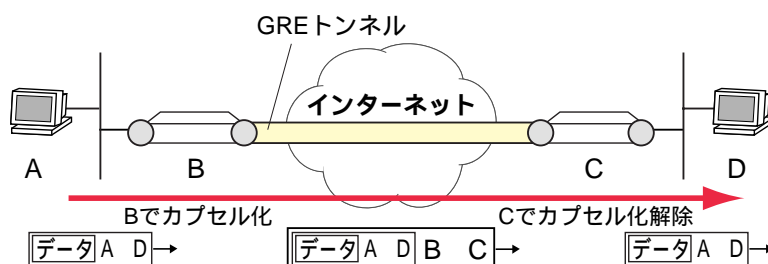 GREトンネル
インターネット
A B C D
Bでカプセル化 Cでカプセル化解除
データ A D データ A D B C データ A D